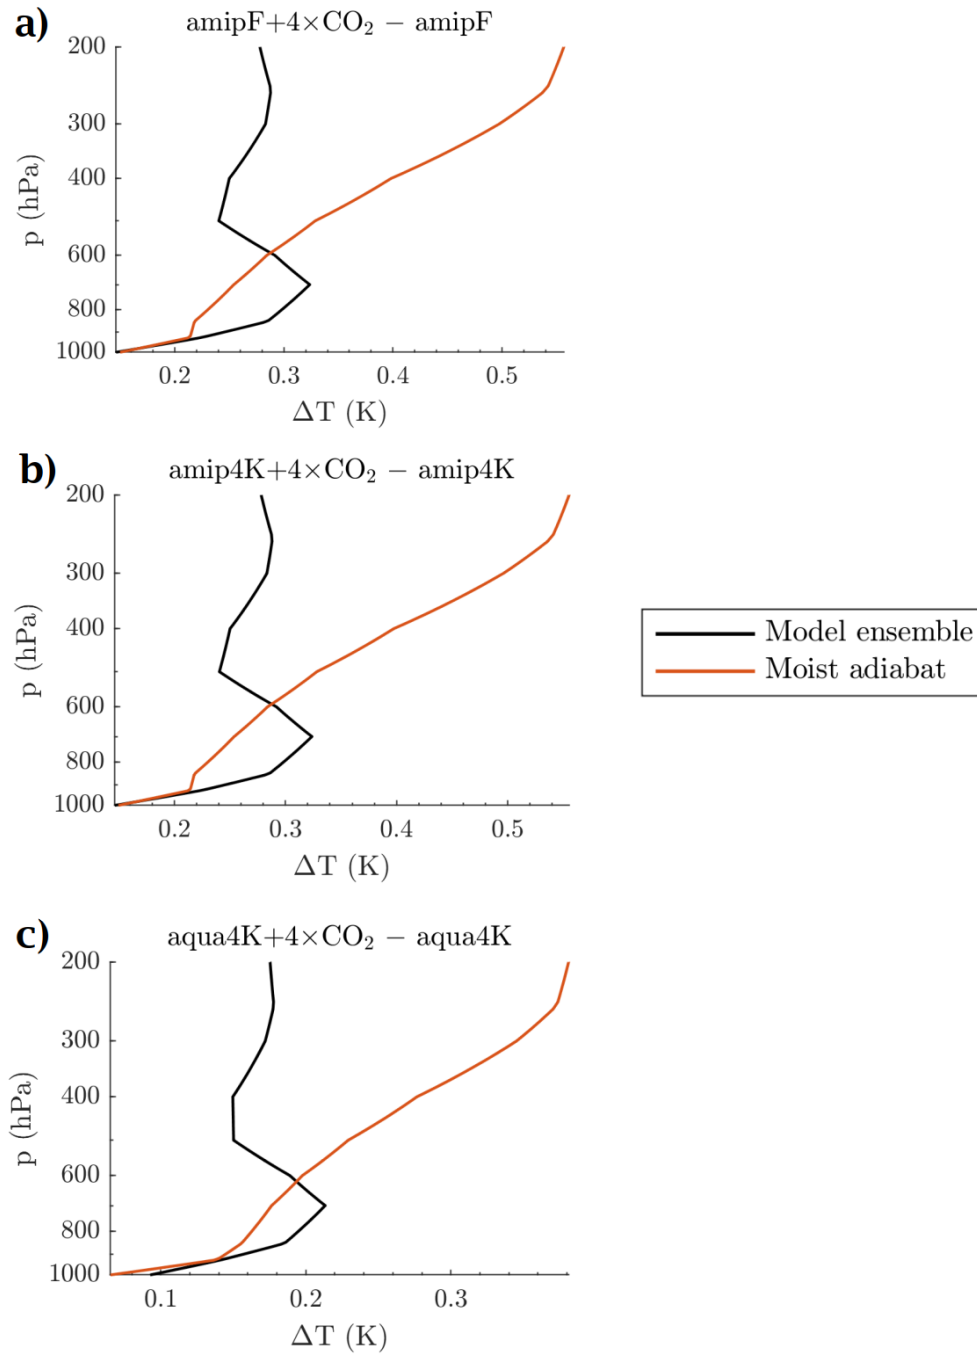 a)
amipF+4×CO₂ − amipF
200
300
400
600
800
1000
p (hPa)
0.2 0.3 0.4 0.5
ΔT (K)
b)
amip4K+4×CO₂ − amip4K
200
300
400
600
800
1000
p (hPa)
0.2 0.3 0.4 0.5
ΔT (K)
Model ensemble
Moist adiabat
c)
aqua4K+4×CO₂ − aqua4K
200
300
400
600
800
1000
p (hPa)
0.1 0.2 0.3
ΔT (K)